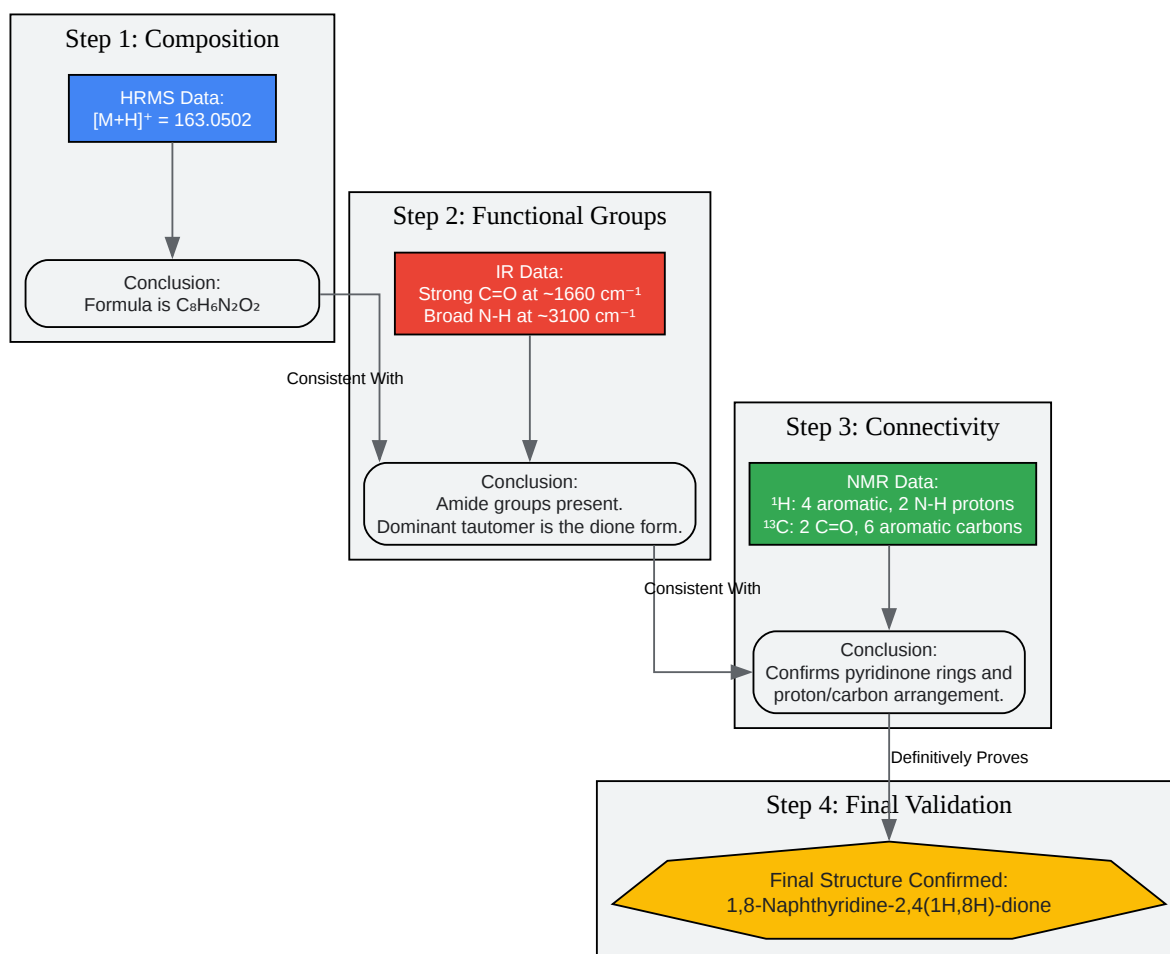 Step 1: Composition
HRMS Data:
[M+H]⁺ = 163.0502
Conclusion:
Formula is C₈H₆N₂O₂
Step 2: Functional Groups
IR Data:
Strong C=O at ~1660 cm⁻¹
Broad N-H at ~3100 cm⁻¹
Consistent With
Conclusion:
Amide groups present.
Dominant tautomer is the dione form.
Step 3: Connectivity
NMR Data:
¹H: 4 aromatic, 2 N-H protons
¹³C: 2 C=O, 6 aromatic carbons
Consistent With
Conclusion:
Confirms pyridinone rings and
proton/carbon arrangement.
Definitively Proves
Step 4: Final Validation
Final Structure Confirmed:
1,8-Naphthyridine-2,4(1H,8H)-dione